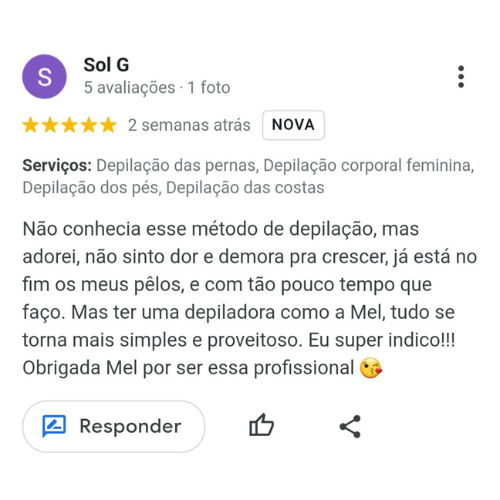 S
Sol G
5 avaliações · 1 foto
2 semanas atrás NOVA
Serviços: Depilação das pernas, Depilação corporal feminina,
Depilação dos pés, Depilação das costas
Não conhecia esse método de depilação, mas
adorei, não sinto dor e demora pra crescer, já está no
fim os meus pêlos, e com tão pouco tempo que
faço. Mas ter uma depiladora como a Mel, tudo se
torna mais simples e proveitoso. Eu super indico!!!
Obrigada Mel por ser essa profissional 😘
Responder